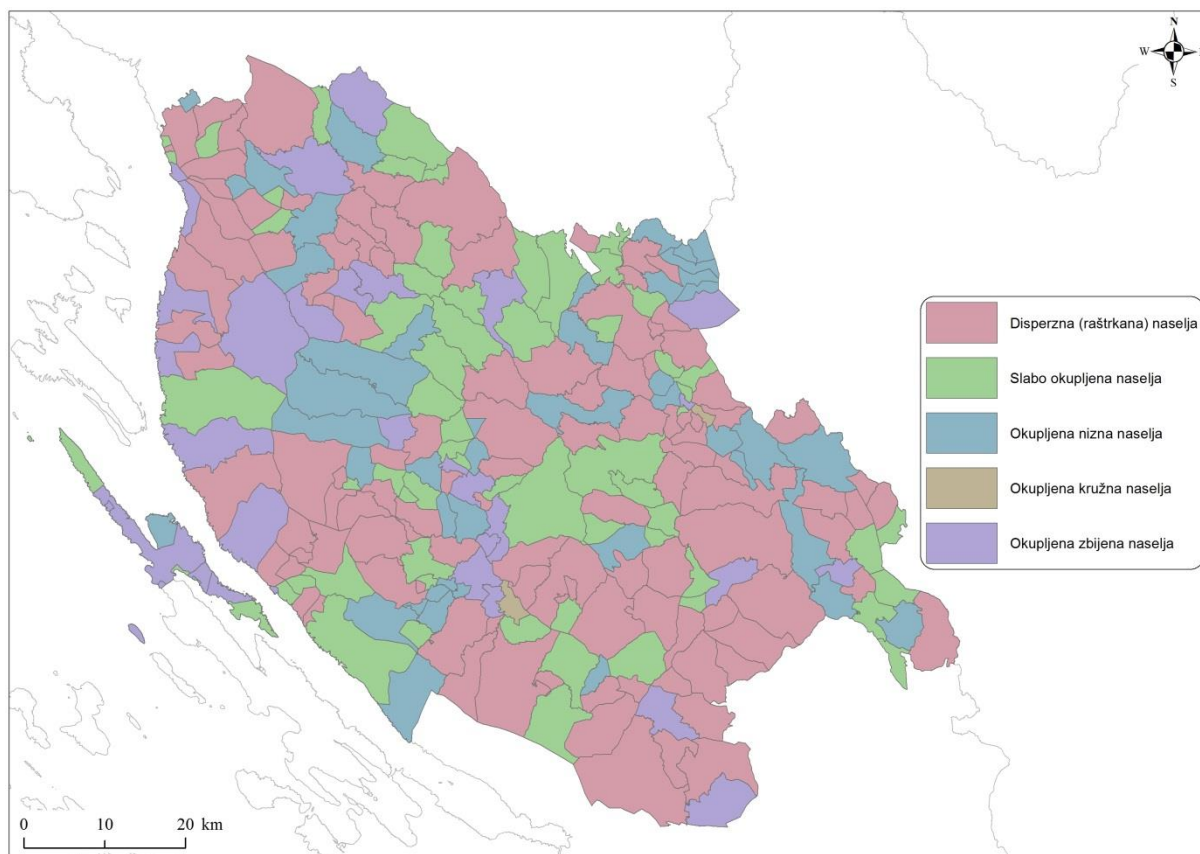 N
W
S
Disperzna (raštrkana) naselja
Slabo okupljena naselja
Okupljena nizna naselja
Okupljena kružna naselja
Okupljena zbijena naselja
0 10 20 km